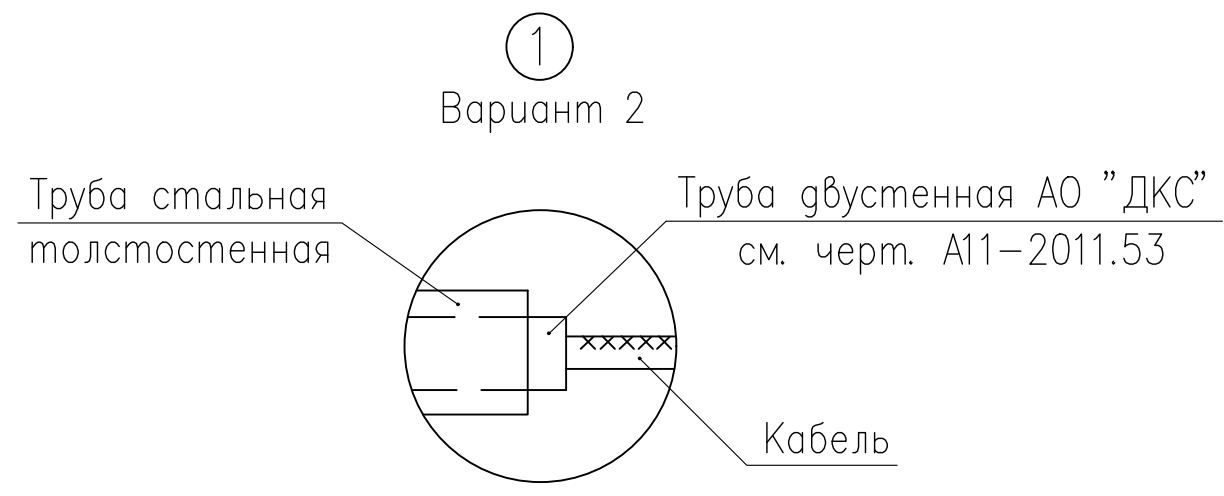 1
Вариант 2
Труба стальная
толстостенная
Труба двустенная АО "ДКС"
см. черт. А11-2011.53
Кабель